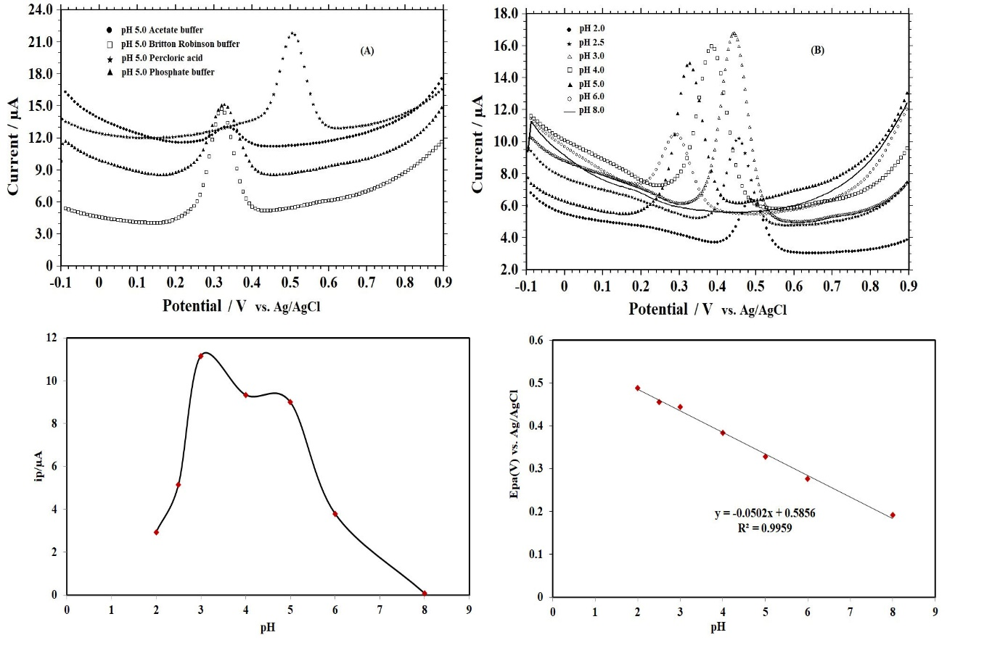 24.0
21.0
18.0
15.0
12.0
9.0
6.0
3.0
0
Current / µA
pH 5.0 Acetate buffer
pH 5.0 Britton Robinson buffer
pH 5.0 Percloric acid
pH 5.0 Phosphate buffer
(A)
-0.1 0 0.1 0.2 0.3 0.4 0.5 0.6 0.7 0.8 0.9
Potential / V vs. Ag/AgCl
18.0
16.0
14.0
12.0
10.0
8.0
6.0
4.0
2.0
Current / µA
pH 2.0
pH 2.5
pH 3.0
pH 4.0
pH 5.0
pH 6.0
pH 8.0
(B)
-0.1 0 0.1 0.2 0.3 0.4 0.5 0.6 0.7 0.8 0.9
Potential / V vs. Ag/AgCl
12
10
8
6
4
2
0
ip/µA
0 1 2 3 4 5 6 7 8 9
pH
0.6
0.5
0.4
0.3
0.2
0.1
0
Epa(V) vs. Ag/AgCl
y = -0.0502x + 0.5856
R² = 0.9959
0 1 2 3 4 5 6 7 8 9
pH